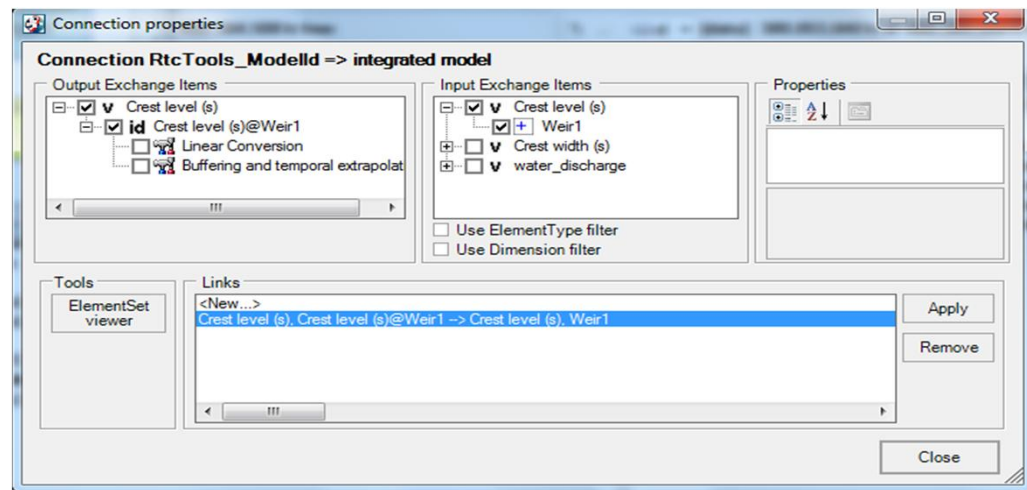 Connection properties
Connection RtcTools_ModelId => integrated model
Output Exchange Items
v Crest level (s)
id Crest level (s)@Weir1
Linear Conversion
Buffering and temporal extrapolat
Input Exchange Items
v Crest level (s)
Weir1
v Crest width (s)
v water_discharge
Use ElementType filter
Use Dimension filter
Properties
Tools
ElementSet
viewer
Links
<New...>
Crest level (s), Crest level (s)@Weir1 --> Crest level (s), Weir1
Apply
Remove
Close